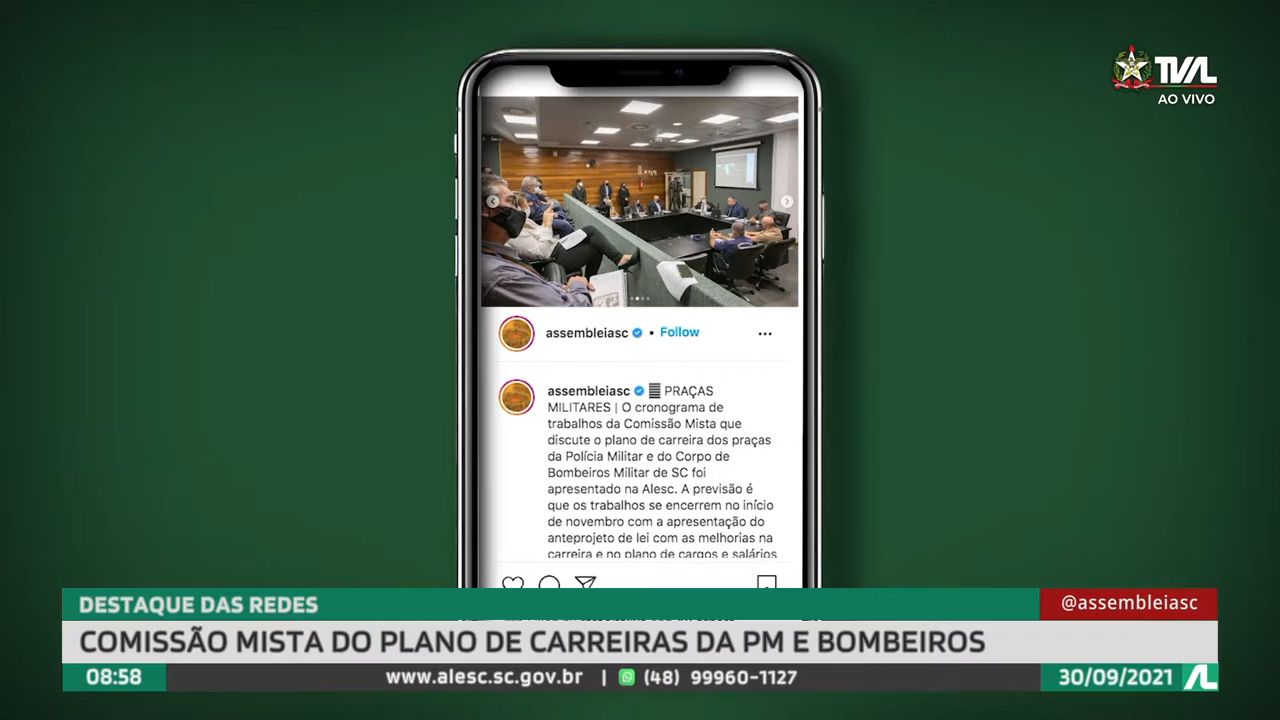 TVAL
AO VIVO
assembleiasc • Follow
assembleiasc PRAÇAS
MILITARES | O cronograma de
trabalhos da Comissão Mista que
discute o plano de carreira dos praças
da Polícia Militar e do Corpo de
Bombeiros Militar de SC foi
apresentado na Alesc. A previsão é
que os trabalhos se encerrem no início
de novembro com a apresentação do
anteprojeto de lei com as melhorias na
carreira e no plano de cargos e salários
DESTAQUE DAS REDES
@assembleiasc
COMISSÃO MISTA DO PLANO DE CARREIRAS DA PM E BOMBEIROS
08:58
www.alesc.sc.gov.br | (48) 99960-1127
30/09/2021